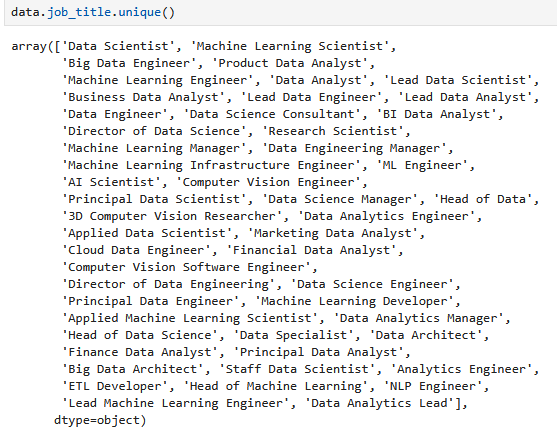 data.job_title.unique()
array(['Data Scientist', 'Machine Learning Scientist',
'Big Data Engineer', 'Product Data Analyst',
'Machine Learning Engineer', 'Data Analyst', 'Lead Data Scientist',
'Business Data Analyst', 'Lead Data Engineer', 'Lead Data Analyst',
'Data Engineer', 'Data Science Consultant', 'BI Data Analyst',
'Director of Data Science', 'Research Scientist',
'Machine Learning Manager', 'Data Engineering Manager',
'Machine Learning Infrastructure Engineer', 'ML Engineer',
'AI Scientist', 'Computer Vision Engineer',
'Principal Data Scientist', 'Data Science Manager', 'Head of Data',
'3D Computer Vision Researcher', 'Data Analytics Engineer',
'Applied Data Scientist', 'Marketing Data Analyst',
'Cloud Data Engineer', 'Financial Data Analyst',
'Computer Vision Software Engineer',
'Director of Data Engineering', 'Data Science Engineer',
'Principal Data Engineer', 'Machine Learning Developer',
'Applied Machine Learning Scientist', 'Data Analytics Manager',
'Head of Data Science', 'Data Specialist', 'Data Architect',
'Finance Data Analyst', 'Principal Data Analyst',
'Big Data Architect', 'Staff Data Scientist', 'Analytics Engineer',
'ETL Developer', 'Head of Machine Learning', 'NLP Engineer',
'Lead Machine Learning Engineer', 'Data Analytics Lead'],
dtype=object)